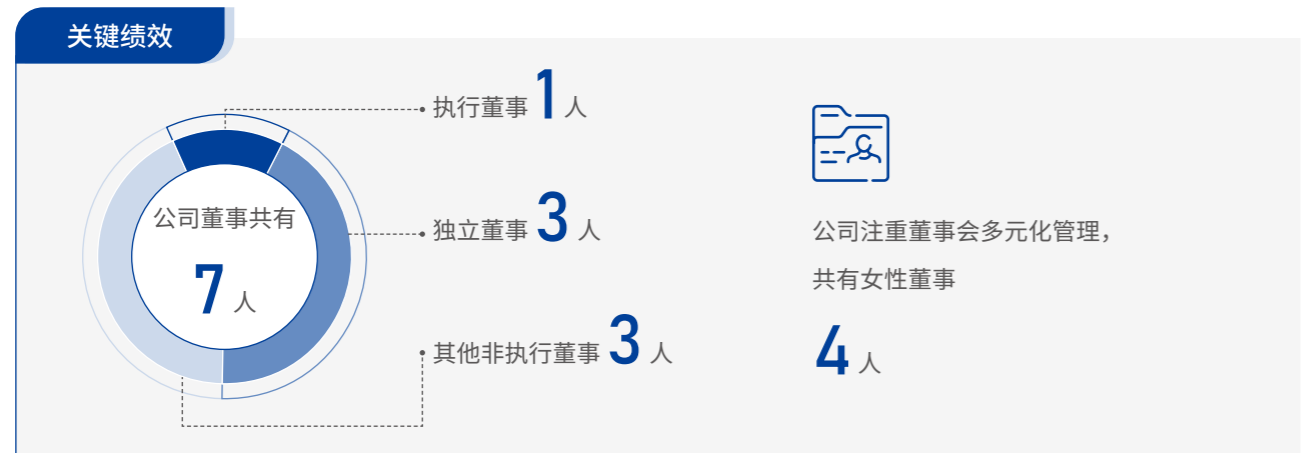 关键绩效
公司董事共有
7 人
执行董事 1 人
独立董事 3 人
其他非执行董事 3 人
公司注重董事会多元化管理，
共有女性董事
4 人